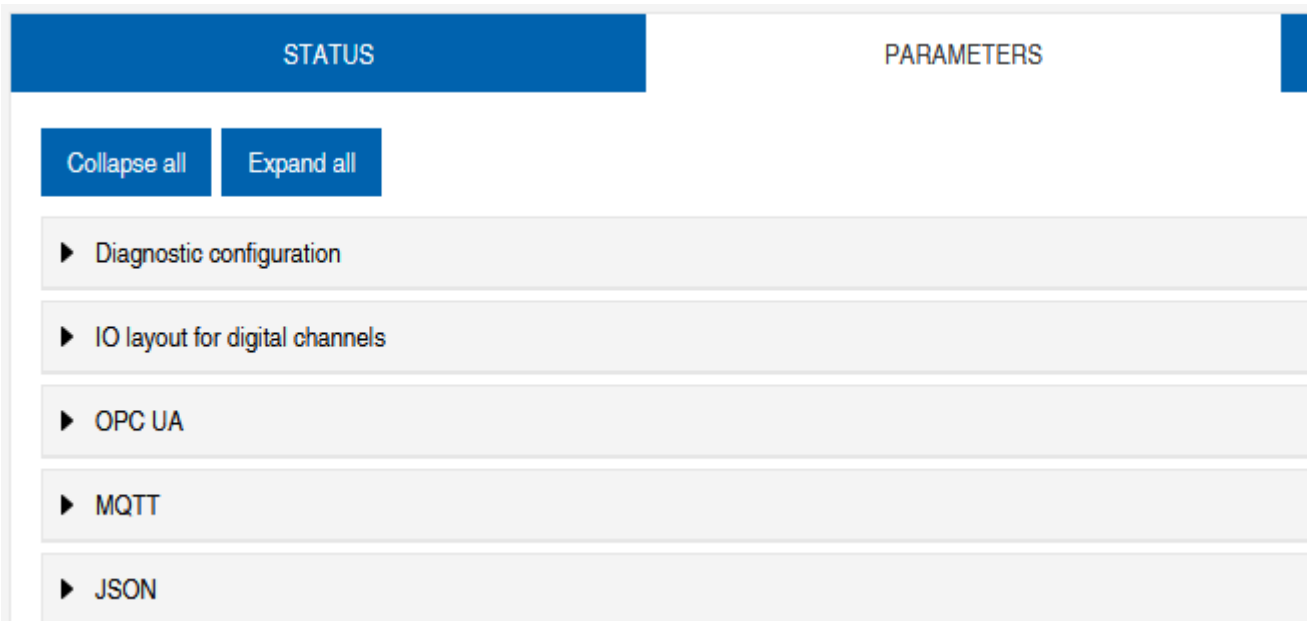 STATUS PARAMETERS
Collapse all Expand all
Diagnostic configuration
IO layout for digital channels
OPC UA
MQTT
JSON